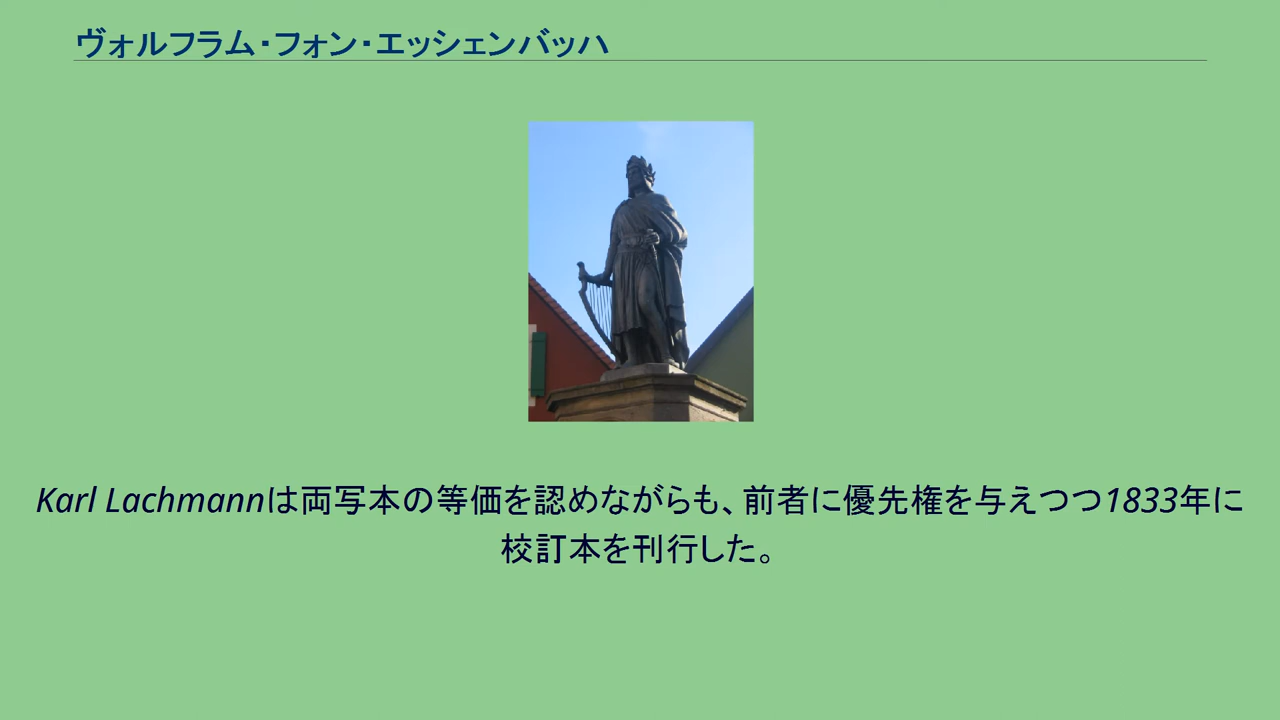 ヴォルフラム・フォン・エッシェンバッハ
Karl Lachmannは両写本の等価を認めながらも、前者に優先権を与えつつ1833年に
校訂本を刊行した。